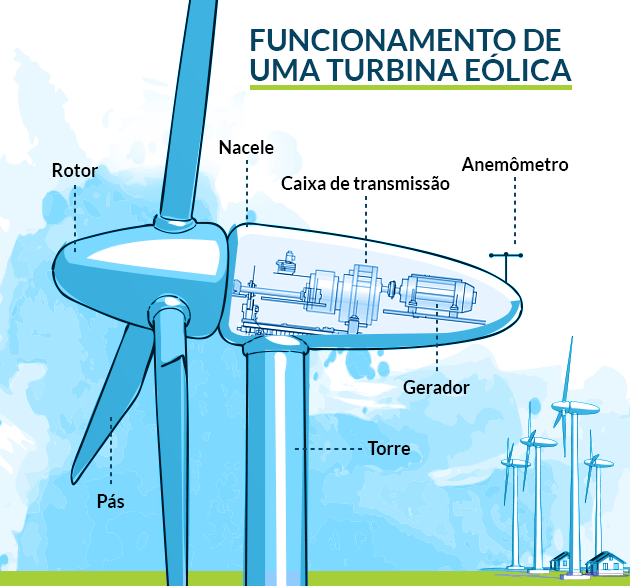 FUNCIONAMENTO DE
UMA TURBINA EÓLICA
Nacele
Anemômetro
Rotor
Caixa de transmissão
Gerador
Torre
Pás